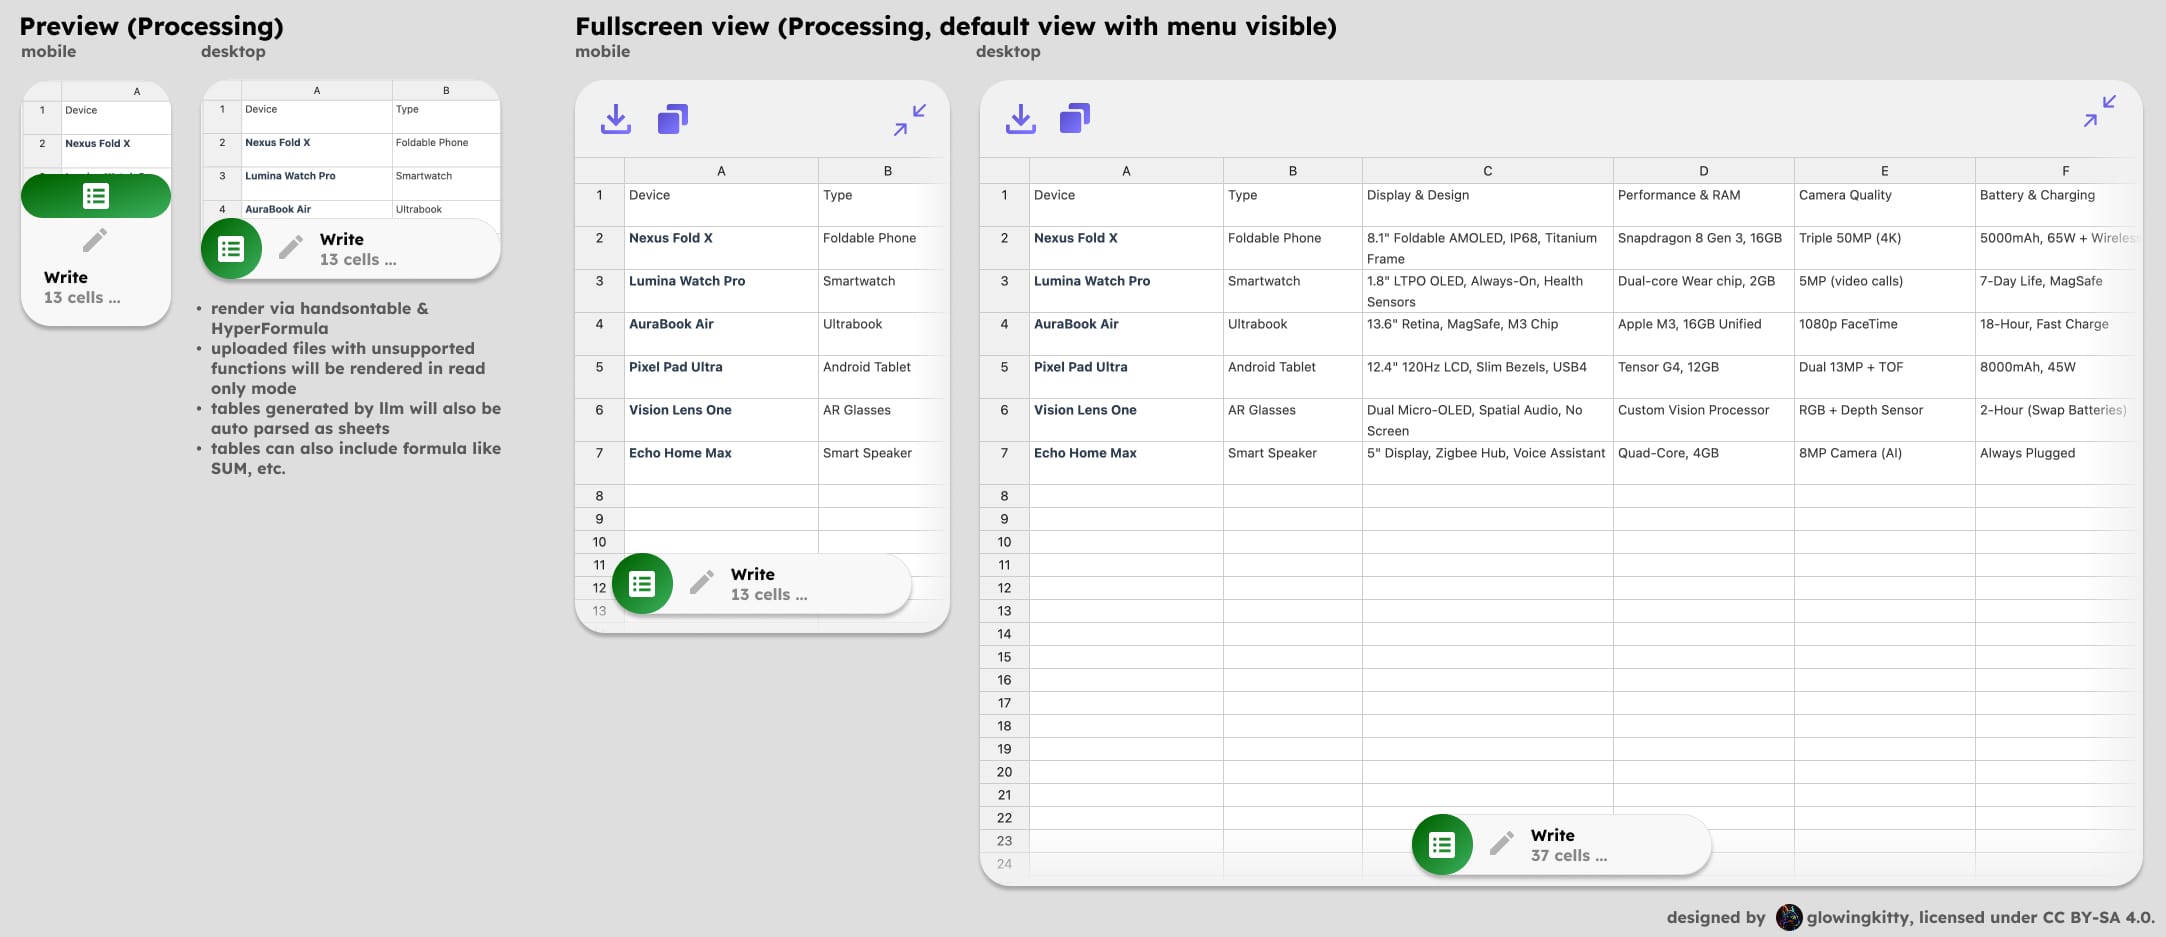 Preview (Processing)
mobile
desktop
A
1 Device
2 Nexus Fold X
Write
13 cells ...
A B
1 Device Type
2 Nexus Fold X Foldable Phone
3 Lumina Watch Pro Smartwatch
4 AuraBook Air Ultrabook
Write
13 cells ...
• render via handsontable &
HyperFormula
• uploaded files with unsupported
functions will be rendered in read
only mode
• tables generated by llm will also be
auto parsed as sheets
• tables can also include formula like
SUM, etc.
Fullscreen view (Processing, default view with menu visible)
mobile
A B
1 Device Type
2 Nexus Fold X Foldable Phone
3 Lumina Watch Pro Smartwatch
4 AuraBook Air Ultrabook
5 Pixel Pad Ultra Android Tablet
6 Vision Lens One AR Glasses
7 Echo Home Max Smart Speaker
8
9
10
11
12
13
Write
13 cells ...
desktop
A B C D E F
1 Device Type Display & Design Performance & RAM Camera Quality Battery & Charging
2 Nexus Fold X Foldable Phone 8.1" Foldable AMOLED, IP68, Titanium Snapdragon 8 Gen 3, 16GB Triple 50MP (4K) 5000mAh, 65W + Wireles
Frame
3 Lumina Watch Pro Smartwatch 1.8" LTPO OLED, Always-On, Health Dual-core Wear chip, 2GB 5MP (video calls) 7-Day Life, MagSafe
Sensors
4 AuraBook Air Ultrabook 13.6" Retina, MagSafe, M3 Chip Apple M3, 16GB Unified 1080p FaceTime 18-Hour, Fast Charge
5 Pixel Pad Ultra Android Tablet 12.4" 120Hz LCD, Slim Bezels, USB4 Tensor G4, 12GB Dual 13MP + TOF 8000mAh, 45W
6 Vision Lens One AR Glasses Dual Micro-OLED, Spatial Audio, No Custom Vision Processor RGB + Depth Sensor 2-Hour (Swap Batteries)
Screen
7 Echo Home Max Smart Speaker 5" Display, Zigbee Hub, Voice Assistant Quad-Core, 4GB 8MP Camera (AI) Always Plugged
8
9
10
11
12
13
14
15
16
17
18
19
20
21
22
23
24
Write
37 cells ...
designed by glowingkitty, licensed under CC BY-SA 4.0.